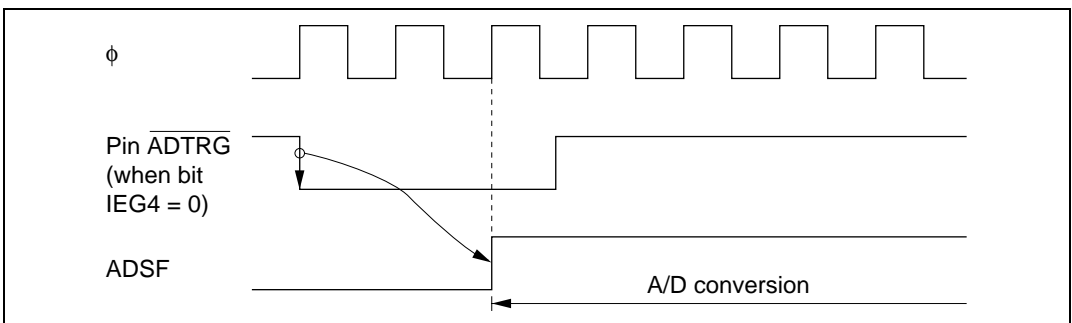 ϕ
Pin ADTRG
(when bit
IEG4 = 0)
ADSF
A/D conversion